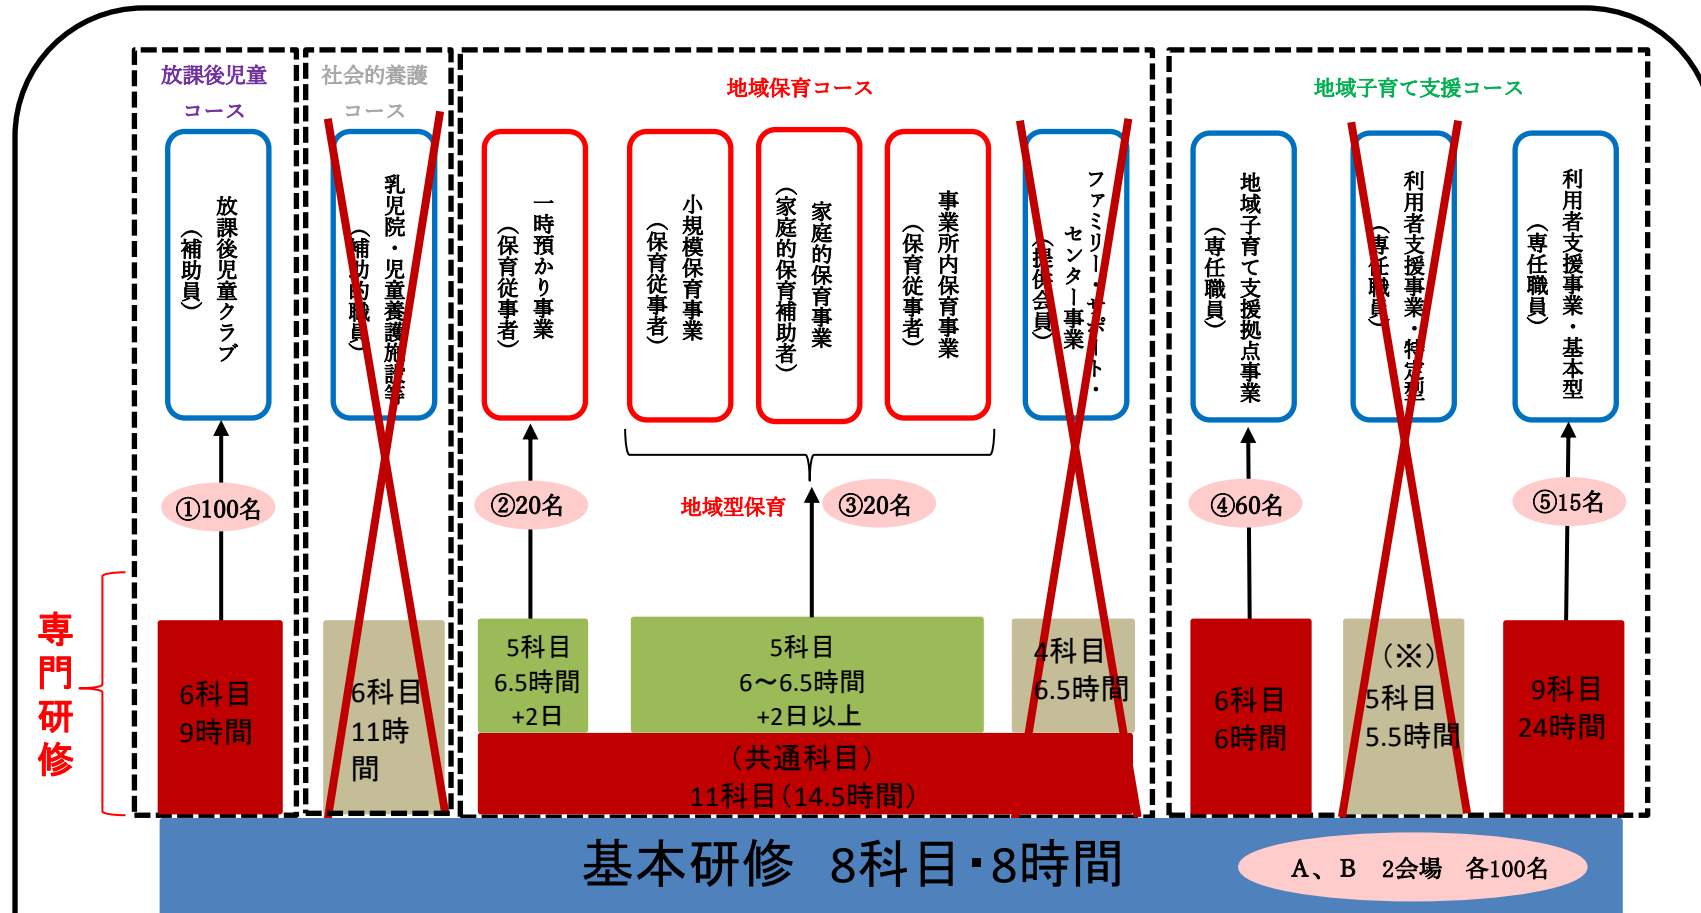 放課後児童
コース
社会的養護
コース
地域保育コース
地域子育て支援コース
放課後児童クラブ
（補助員）
乳児院・児童養護施設等
（補助的職員）
一時預かり事業
（保育従事者）
小規模保育事業
（保育従事者）
家庭的保育事業
（家庭的保育補助者）
事業所内保育事業
（保育従事者）
ファミリー・サポート・
センター事業
（提供会員）
地域子育て支援拠点事業
（専任職員）
利用者支援事業・特定型
（専任職員）
利用者支援事業・基本型
（専任職員）
①100名
②20名
地域型保育
③20名
④60名
⑤15名
専門研修
6科目
9時間
6科目
11時
間
5科目
6.5時間
+2日
5科目
6～6.5時間
+2日以上
4科目
6.5時間
（共通科目）
11科目（14.5時間）
6科目
6時間
（※）
5科目
5.5時間
9科目
24時間
基本研修　8科目・8時間
A、B　2会場　各100名